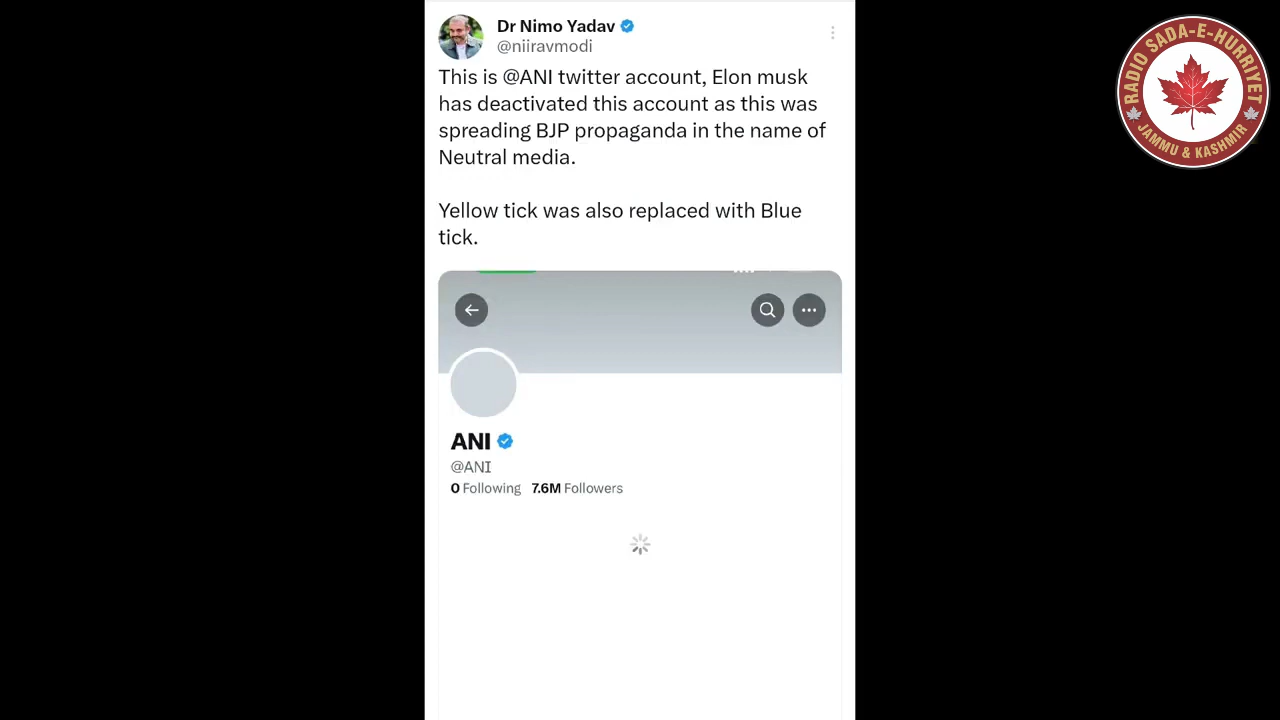 Dr Nimo Yadav
@niiravmodi
This is @ANI twitter account, Elon musk
has deactivated this account as this was
spreading BJP propaganda in the name of
Neutral media.
Yellow tick was also replaced with Blue
tick.
ANI
@ANI
0 Following 7.6M Followers
RADIO SADA-E-HURRIYET
JAMMU & KASHMIR